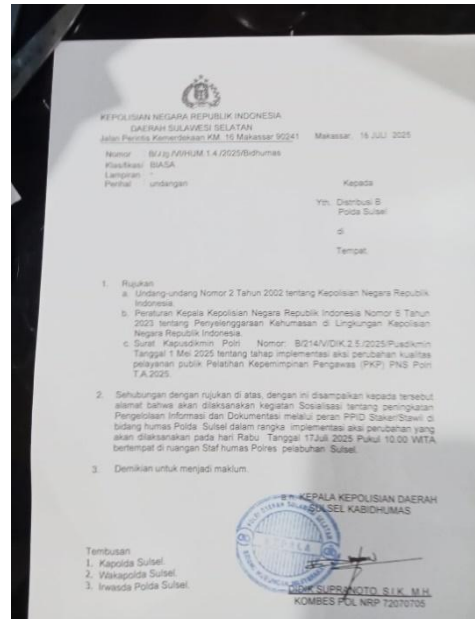 KEPOLISIAN NEGARA REPUBLIK INDONESIA
DAERAH SULAWESI SELATAN
Jalan Perintis Kemerdekaan KM. 16 Makassar 90241
Makassar, 16 JULI 2025
Nomor :
Klasifikasi : BIASA
Lampiran : -
Perihal : undangan
Kepada
Yth. Distribusi B
Polda Sulsel
di
Tempat.
1. Rujukan
a. Undang-undang Nomor 2 Tahun 2002 tentang Kepolisian Negara Republik
Indonesia.
b. Peraturan Kepala Kepolisian Negara Republik Indonesia Nomor 6 Tahun
2023 tentang Penyelenggaraan Kehumasan di Lingkungan Kepolisian
Negara Republik Indonesia.
c. Surat Kapusdikmin Polri Nomor: B/214/V/DIK.2.5./2025/Pusdikmin
Tanggal 1 Mei 2025 tentang tahap implementasi aksi perubahan kualitas
pelayanan publik Pelatihan Kepemimpinan Pengawas (PKP) PNS Polri
T.A.2025.
2. Sehubungan dengan rujukan di atas, dengan ini disampaikan kepada tersebut
alamat bahwa akan dilaksanakan kegiatan Sosialisasi tentang peningkatan
Pengelolaan Informasi dan Dokumentasi melalui peran PPID Satker/Satwil di
bidang humas Polda Sulsel dalam rangka implementasi aksi perubahan yang
akan dilaksanakan pada hari Rabu Tanggal 17Juli 2025 Pukul 10.00 WITA
bertempat di ruangan Staf humas Polres pelabuhan Sulsel.
3. Demikian untuk menjadi maklum.
a.n. KEPALA KEPOLISIAN DAERAH
SULSEL KABIDHUMAS
KEPALA
DIDIK SUPRANOTO, S.I.K., M.H.
KOMBES POL NRP 72070705
Tembusan
1. Kapolda Sulsel.
2. Wakapolda Sulsel.
3. Irwasda Polda Sulsel.